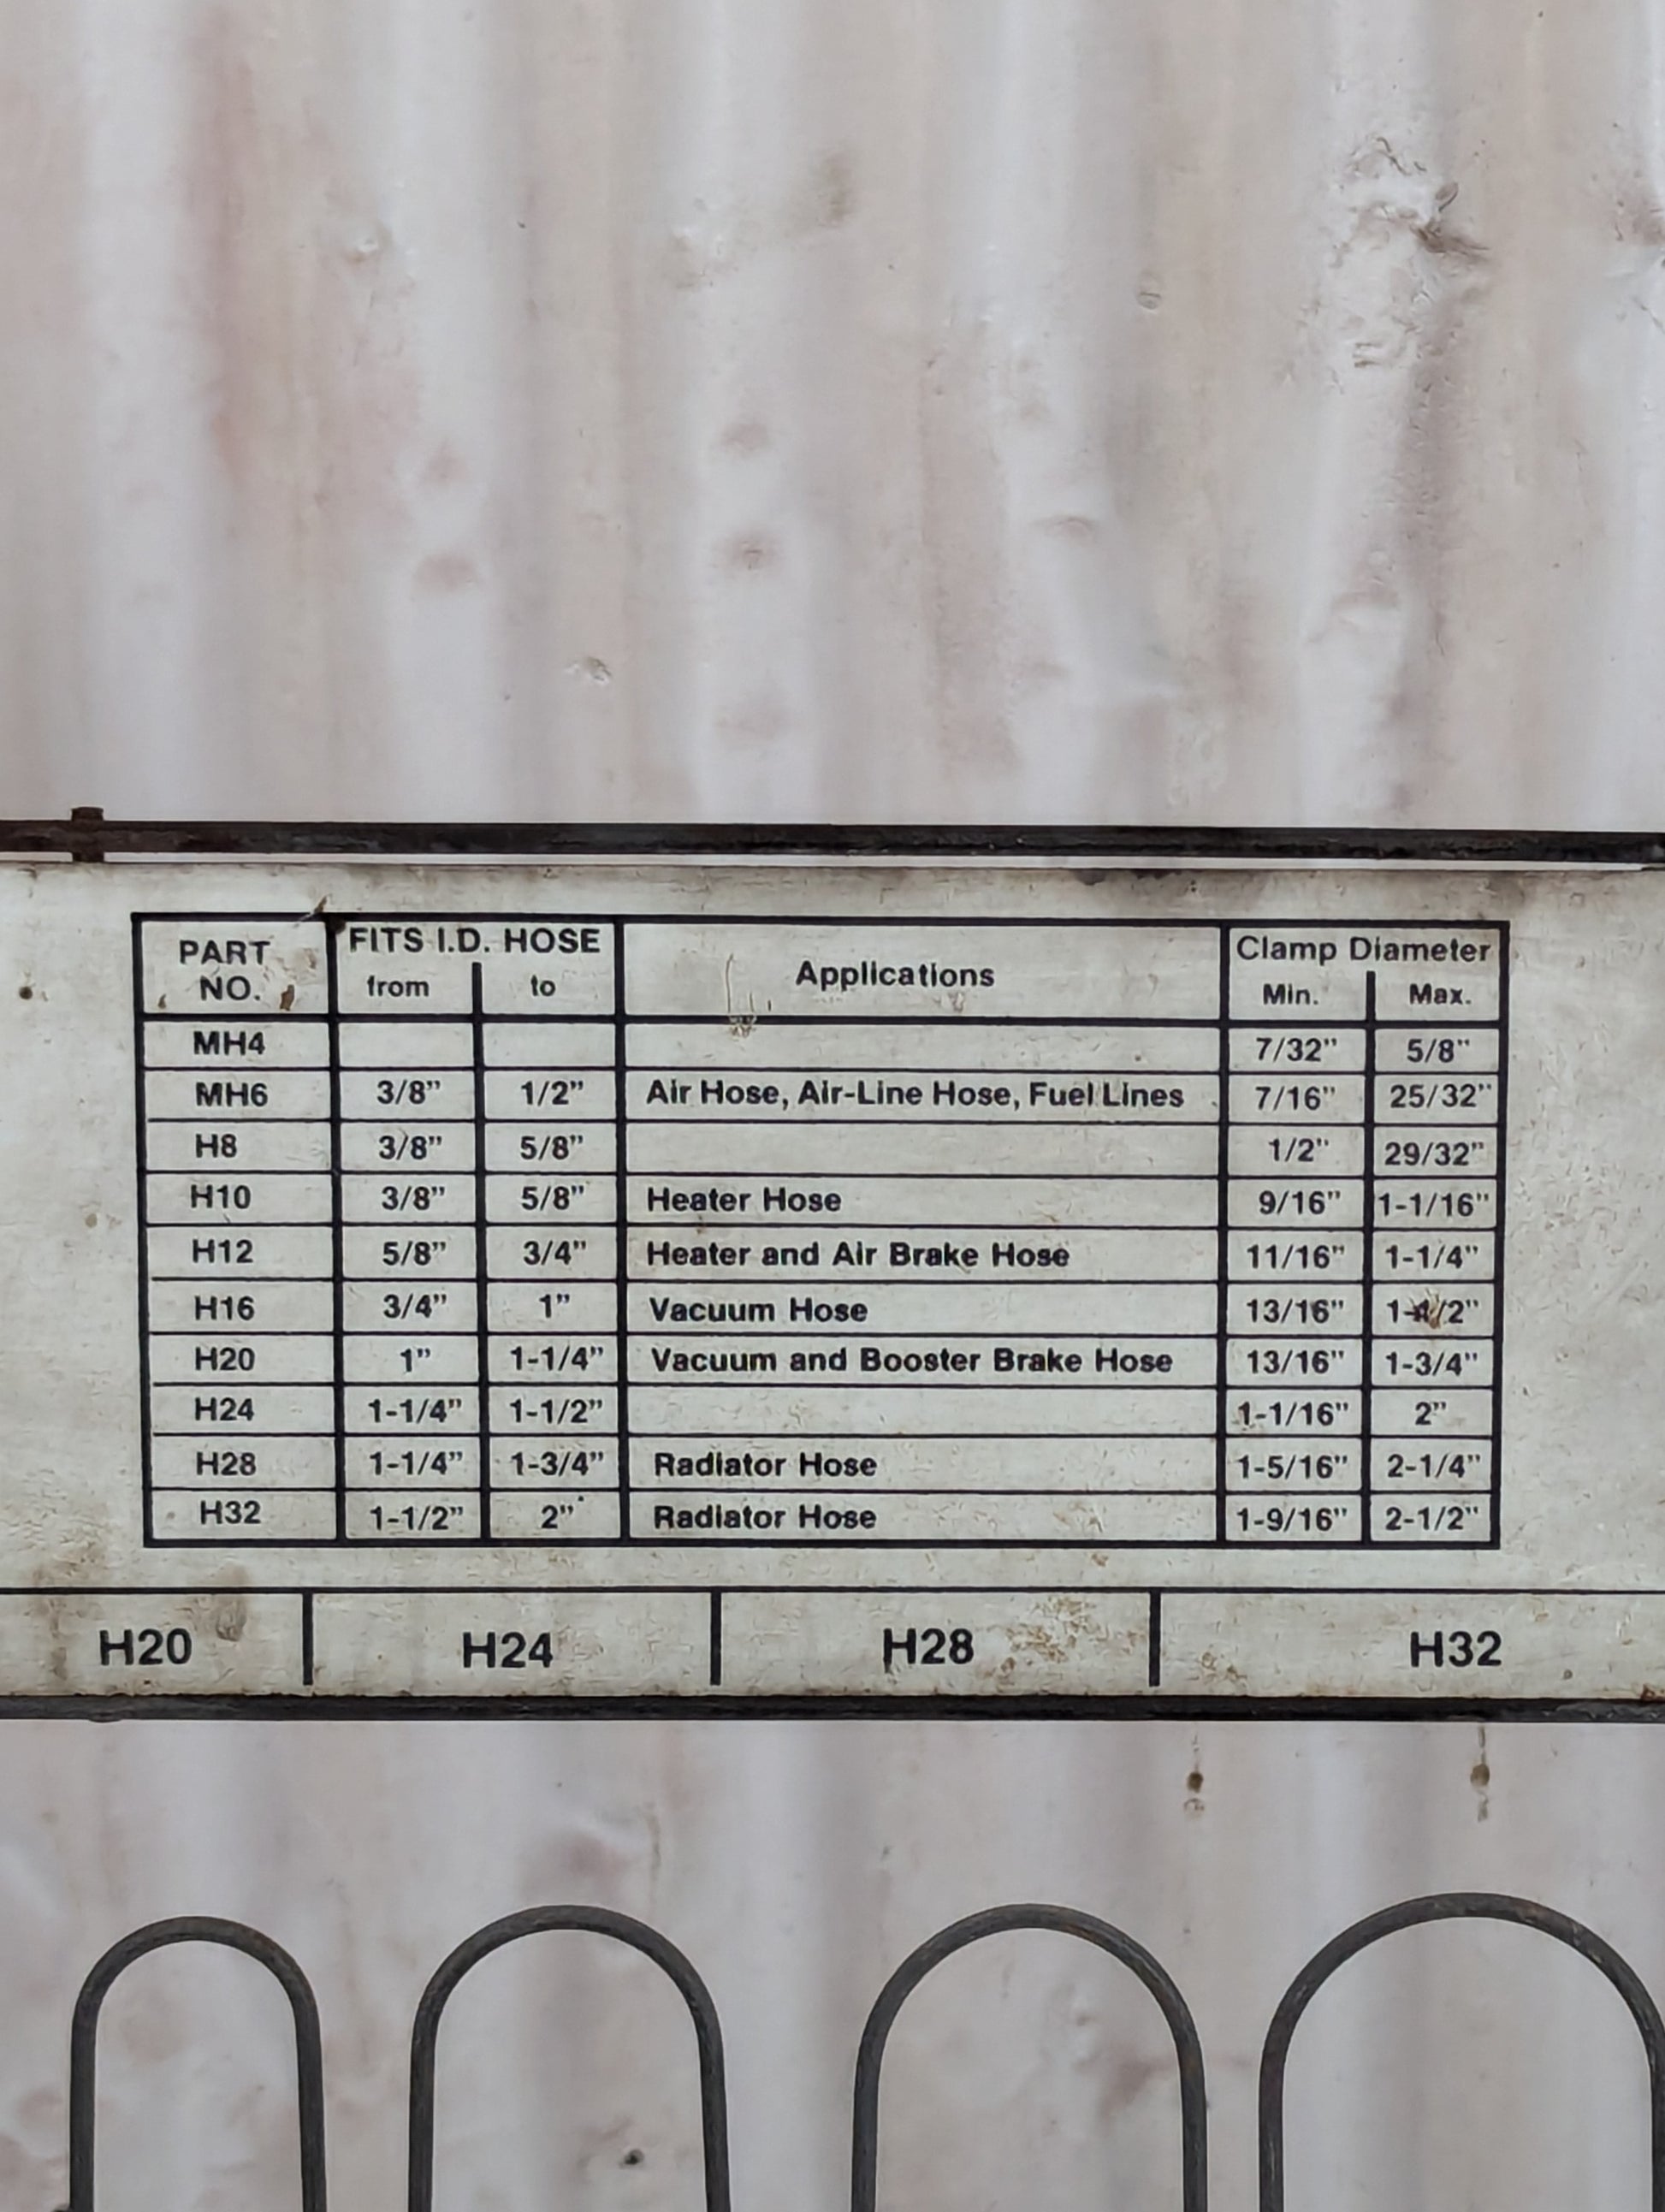 PART NO. FITS I.D. HOSE Applications Clamp Diameter
from to Min. Max.
MH4 7/32" 5/8"
MH6 3/8" 1/2" Air Hose, Air-Line Hose, Fuel Lines 7/16" 25/32"
H8 3/8" 5/8" 1/2" 29/32"
H10 3/8" 5/8" Heater Hose 9/16" 1-1/16"
H12 5/8" 3/4" Heater and Air Brake Hose 11/16" 1-1/4"
H16 3/4" 1" Vacuum Hose 13/16" 1-1/2"
H20 1" 1-1/4" Vacuum and Booster Brake Hose 13/16" 1-3/4"
H24 1-1/4" 1-1/2" 1-1/16" 2"
H28 1-1/4" 1-3/4" Radiator Hose 1-5/16" 2-1/4"
H32 1-1/2" 2" Radiator Hose 1-9/16" 2-1/2"
H20 H24 H28 H32